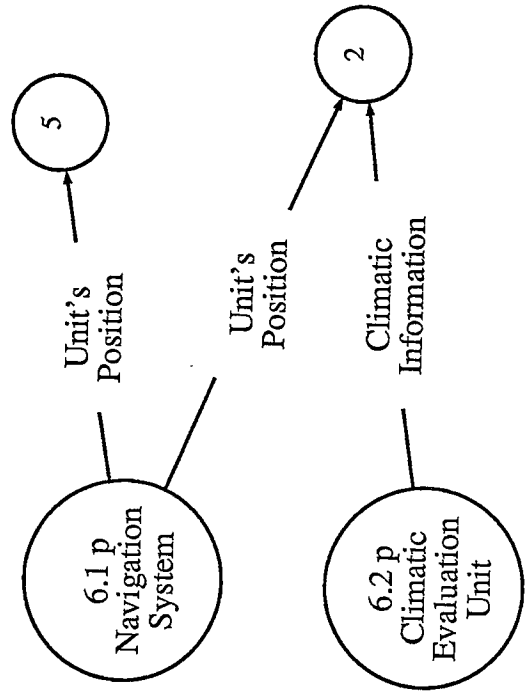 6.1 p
Navigation
System
Unit's
Position
5
Unit's
Position
2
6.2 p
Climatic
Evaluation
Unit
Climatic
Information